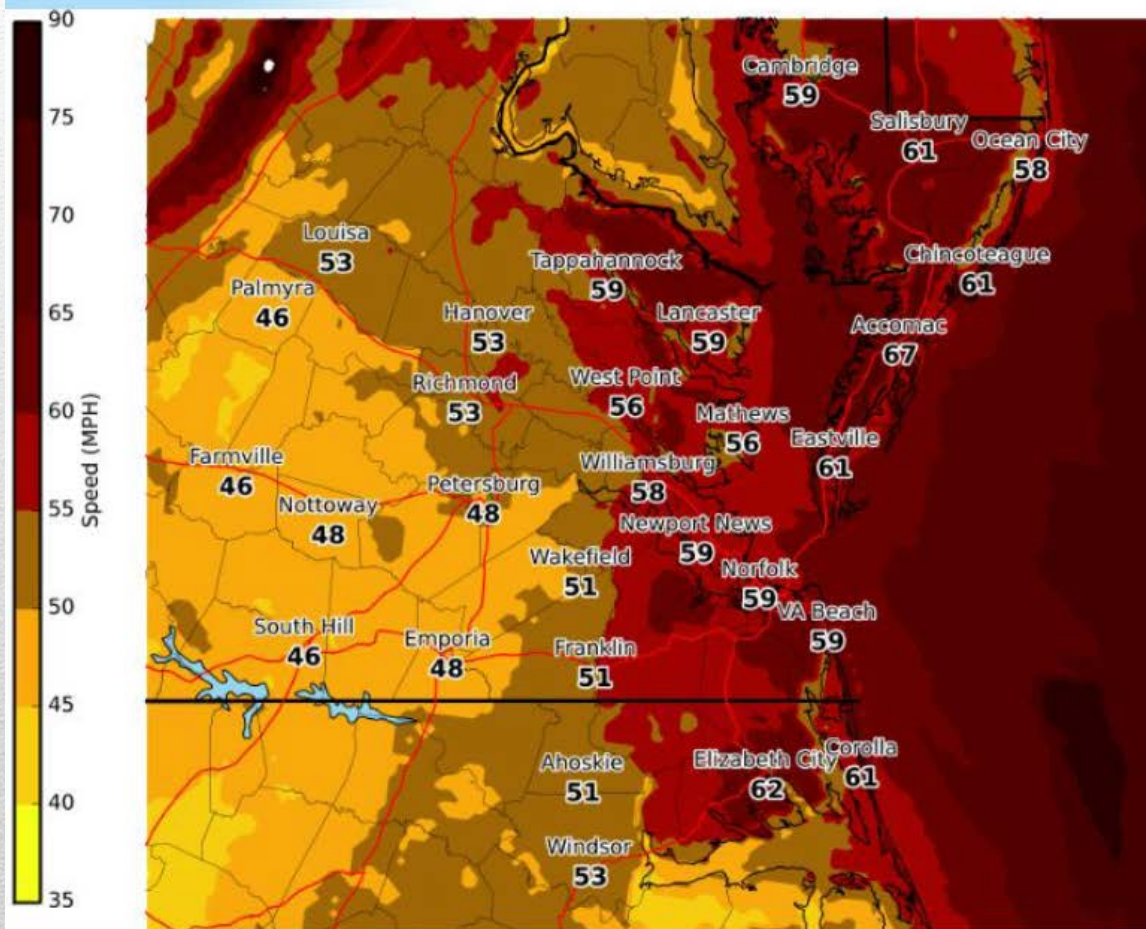 90
75
70
65
60
55
50
45
40
35
Speed (MPH)
Cambridge
59
Salisbury
61
Ocean City
58
Louisa
53
Tappahannock
59
Chincoteague
61
Palmyra
46
Hanover
53
Lancaster
59
Accomac
67
Richmond
53
West Point
56
Mathews
56
Eastville
61
Farmville
46
Williamsburg
58
Petersburg
48
Nottoway
48
Newport News
59
Wakefield
51
Norfolk
59
VA Beach
59
South Hill
46
Emporia
48
Franklin
51
Ahoskie
51
Elizabeth City
62
Corolla
61
Windsor
53